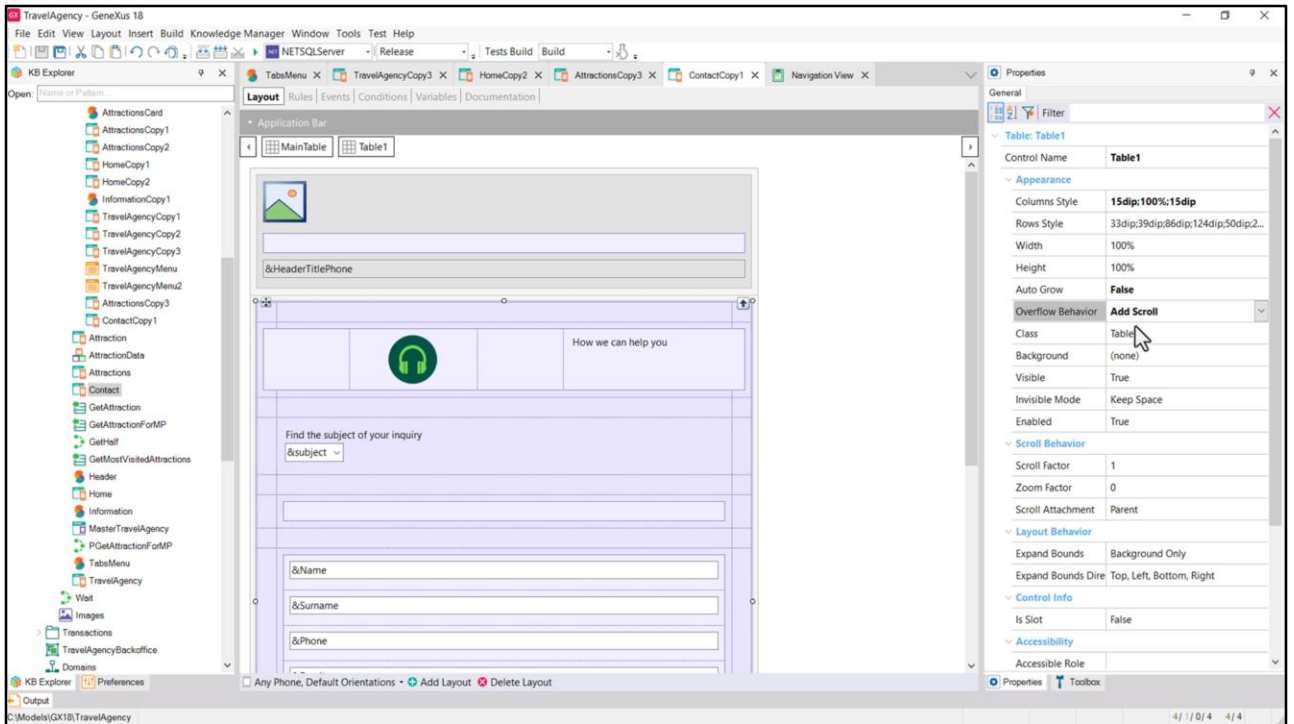 TravelAgency - GeneXus 18
File Edit View Layout Insert Build Knowledge Manager Window Tools Test Help
NETSQLServer Release Tests Build Build
KB Explorer
Open: Name or Pattern...
AttractionsCard
AttractionsCopy1
AttractionsCopy2
HomeCopy1
HomeCopy2
InformationCopy1
TravelAgencyCopy1
TravelAgencyCopy2
TravelAgencyCopy3
TravelAgencyMenu
TravelAgencyMenu2
AttractionsCopy3
ContactCopy1
Attraction
AttractionData
Attractions
Contact
GetAttraction
GetAttractionForMP
GetHalf
GetMostVisitedAttractions
Header
Home
Information
MasterTravelAgency
PGetAttractionForMP
TabsMenu
TravelAgency
Wait
Images
Transactions
TravelAgencyBackoffice
Domains
KB Explorer Preferences
Output
C:\Models\GX18\TravelAgency
TabsMenu X TravelAgencyCopy3 X HomeCopy2 X AttractionsCopy3 X ContactCopy1 X Navigation View X
Layout Rules Events Conditions Variables Documentation
Application Bar
MainTable Table1
&HeaderTitlePhone
How we can help you
Find the subject of your inquiry
&subject
&Name
&Surname
&Phone
Any Phone, Default Orientations Add Layout Delete Layout
Properties
General
Filter
Table: Table1
Control Name Table1
Appearance
Columns Style 15dip;100%;15dip
Rows Style 33dip;39dip;86dip;124dip;50dip;2...
Width 100%
Height 100%
Auto Grow False
Overflow Behavior Add Scroll
Class Table
Background (none)
Visible True
Invisible Mode Keep Space
Enabled True
Scroll Behavior
Scroll Factor 1
Zoom Factor 0
Scroll Attachment Parent
Layout Behavior
Expand Bounds Background Only
Expand Bounds Dire Top, Left, Bottom, Right
Control Info
Is Slot False
Accessibility
Accessible Role
Properties Toolbox
4/1/0/4 4/4